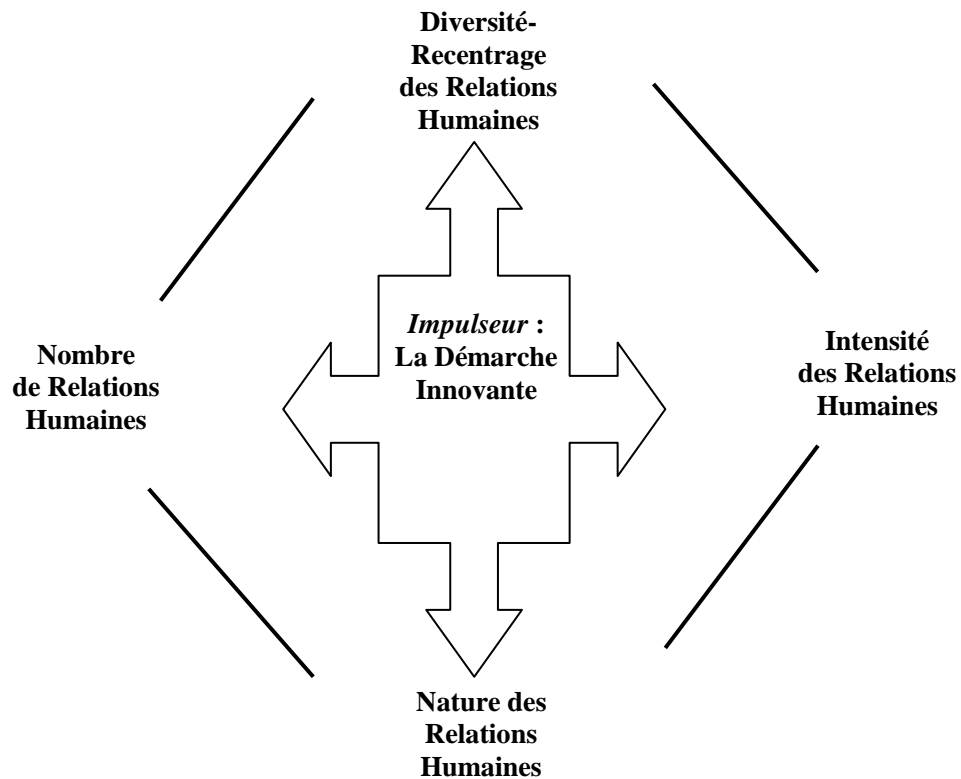 Diversité-
Recentrage
des Relations
Humaines
Impulseur :
La Démarche
Innovante
Nombre
de Relations
Humaines
Intensité
des Relations
Humaines
Nature des
Relations
Humaines